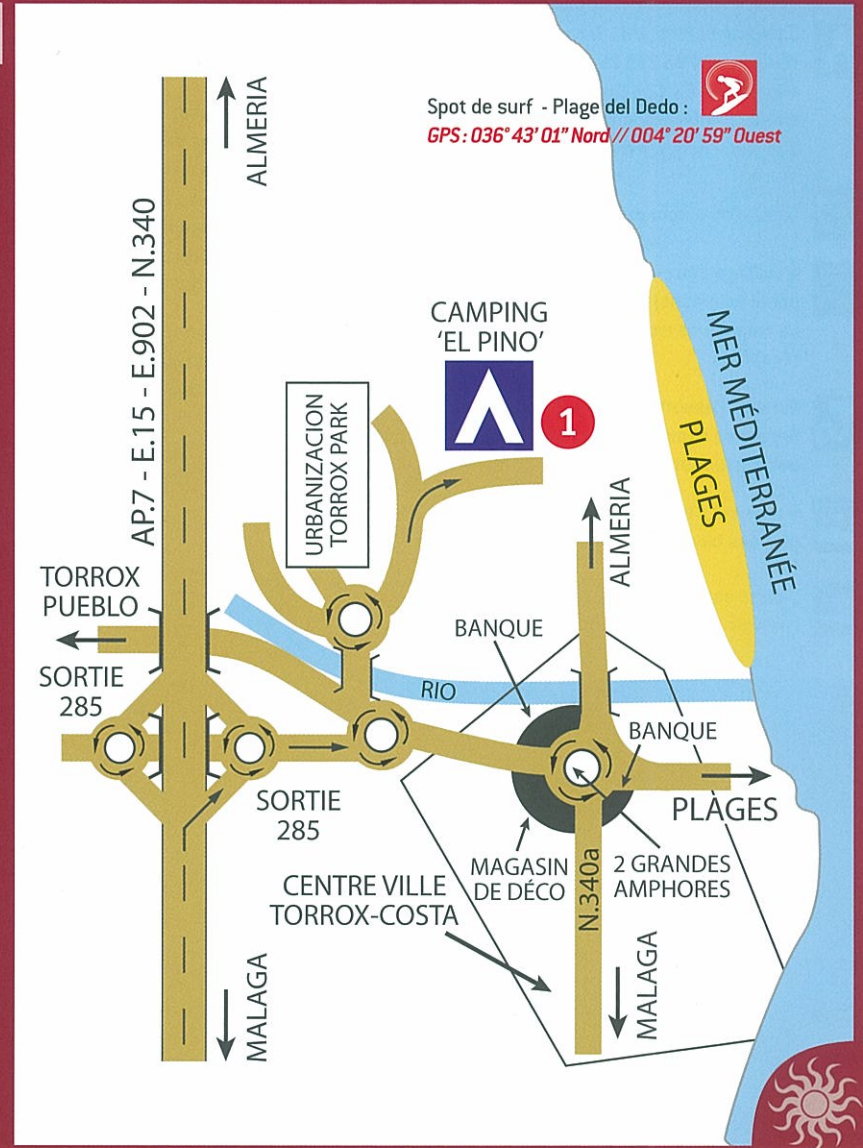 Spot de surf - Plage del Dedo :
GPS : 036° 43' 01" Nord // 004° 20' 59" Ouest
ALMERIA
AP.7 - E.15 - E.902 - N.340
CAMPING
'EL PINO'
1
MER MÉDITERRANÉE
PLAGES
URBANIZACION
TORROX PARK
ALMERIA
TORROX
PUEBLO
SORTIE
285
BANQUE
RIO
BANQUE
SORTIE
285
PLAGES
MAGASIN
DE DÉCO
2 GRANDES
AMPHORES
CENTRE VILLE
TORROX-COSTA
N.340a
MALAGA
MALAGA